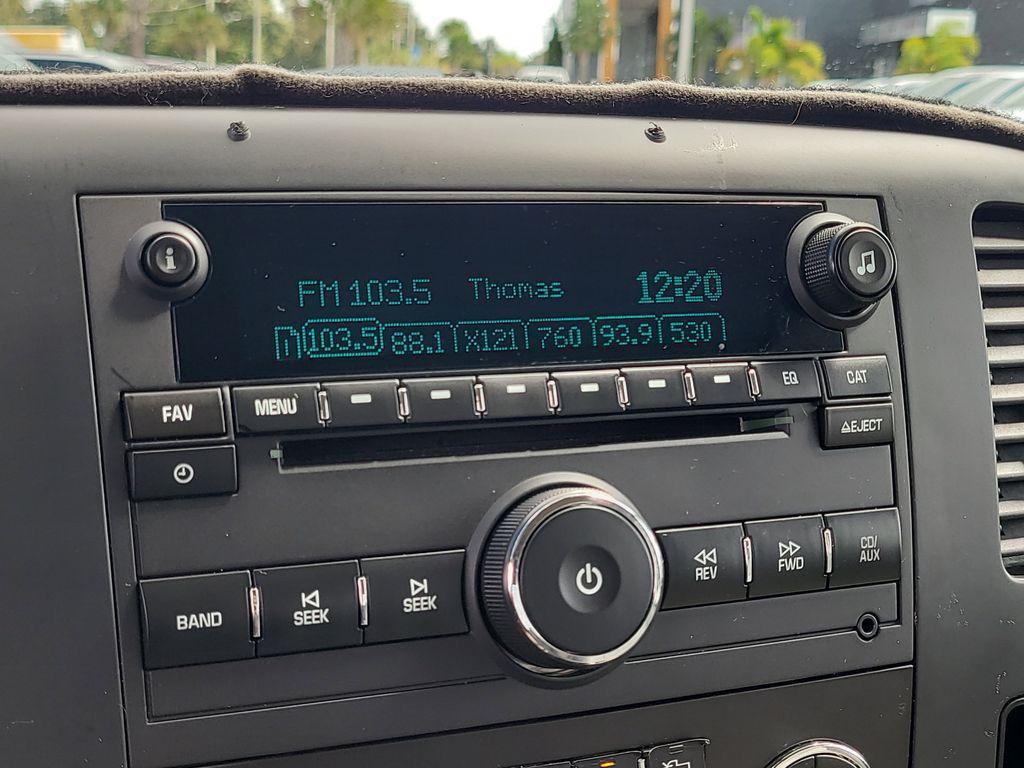 FM 103.5 Thomas 12:20
103.5 88.1 X121 760 93.9 530
FAV MENU EQ CAT
EJECT
BAND SEEK SEEK REV FWD CD/
AUX